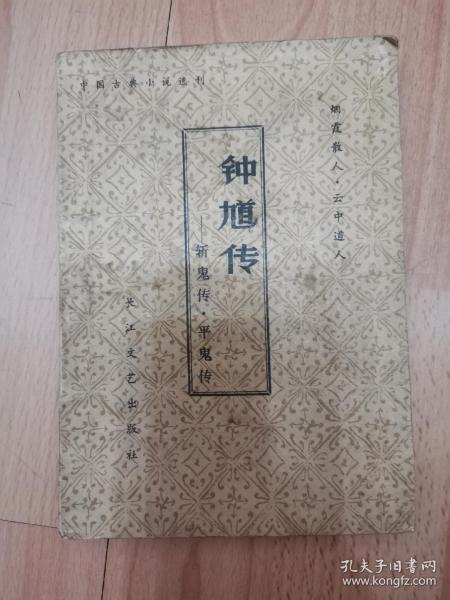 中国古典小说选刊
烟霞散人·云中道人
钟馗传
——斩鬼传·平鬼传
长江文艺出版社
孔夫子旧书网
www.kongfz.com